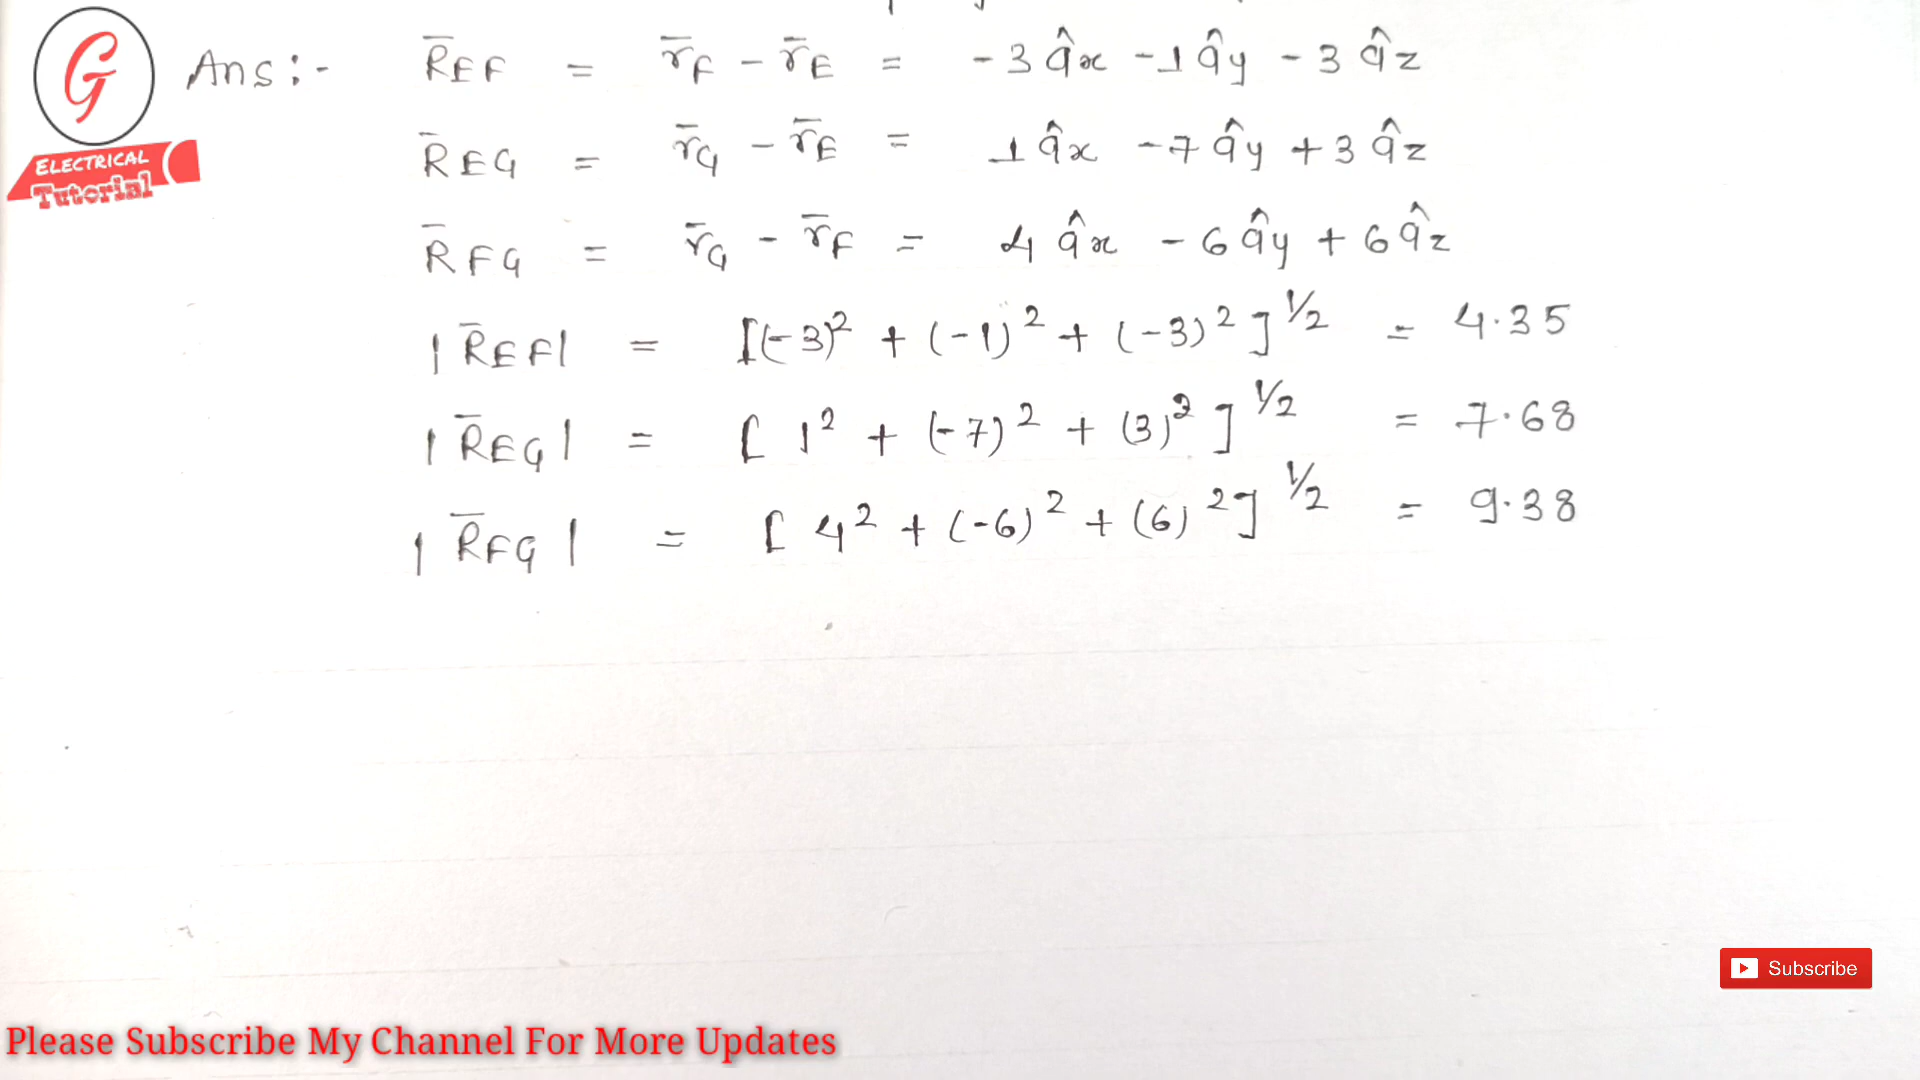 G
ELECTRICAL
Tutorial
Ans:- R̅EF = r̅F - r̅E = -3 âx -1 ây -3 âz
R̅EG = r̅G - r̅E = 1 âx -7 ây +3 âz
R̅FG = r̅G - r̅F = 4 âx -6 ây +6 âz
|R̅EF| = [(-3)² + (-1)² + (-3)²]^1/2 = 4.35
|R̅EG| = [1² + (-7)² + (3)²]^1/2 = 7.68
|R̅FG| = [4² + (-6)² + (6)²]^1/2 = 9.38
Subscribe
Please Subscribe My Channel For More Updates